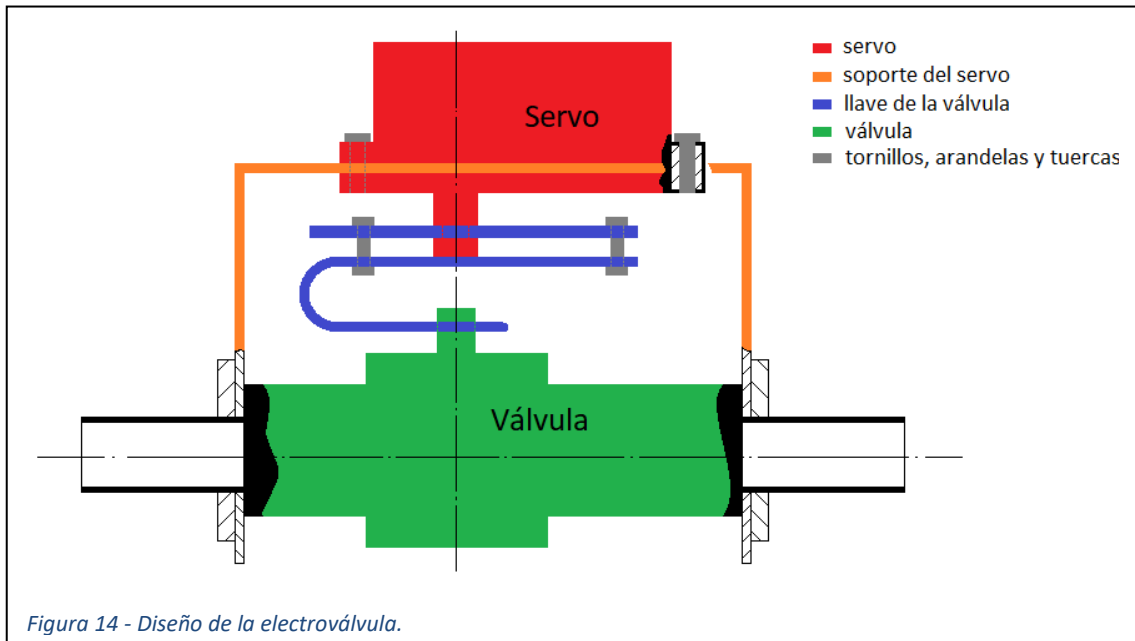 servo
soporte del servo
llave de la válvula
válvula
tornillos, arandelas y tuercas
Servo
Válvula
Figura 14 - Diseño de la electroválvula.